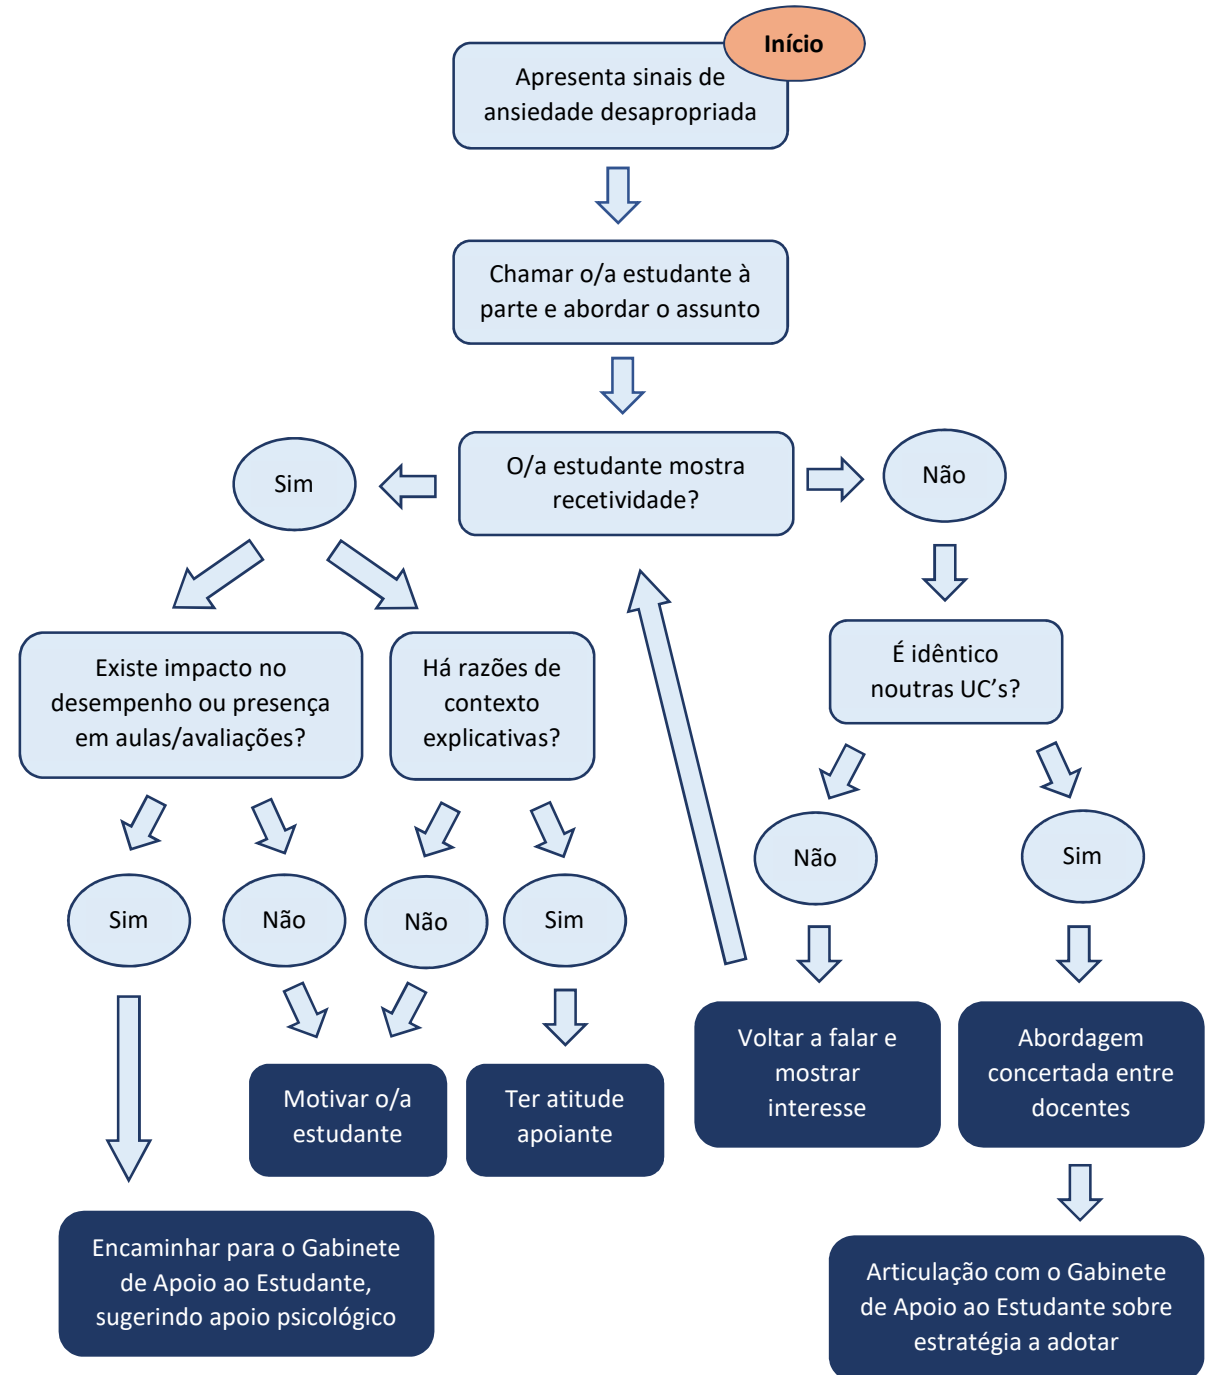 Início
Apresenta sinais de
ansiedade desapropriada
Chamar o/a estudante à
parte e abordar o assunto
O/a estudante mostra
recetividade?
Sim
Não
Existe impacto no
desempenho ou presença
em aulas/avaliações?
Há razões de
contexto
explicativas?
É idêntico
noutras UC’s?
Sim
Não
Não
Sim
Não
Sim
Motivar o/a
estudante
Ter atitude
apoiante
Voltar a falar e
mostrar
interesse
Abordagem
concertada entre
docentes
Encaminhar para o Gabinete
de Apoio ao Estudante,
sugerindo apoio psicológico
Articulação com o Gabinete
de Apoio ao Estudante sobre
estratégia a adotar